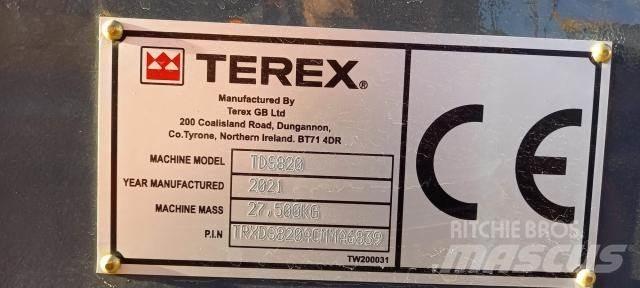 TEREX®
Manufactured By
Terex GB Ltd
200 Coalisland Road, Dungannon,
Co.Tyrone, Northern Ireland. BT71 4DR
MACHINE MODEL TDS820
YEAR MANUFACTURED 2021
MACHINE MASS 27,500KG
P.I.N
TW200031
CE
RITCHIE BROS.
Mascus